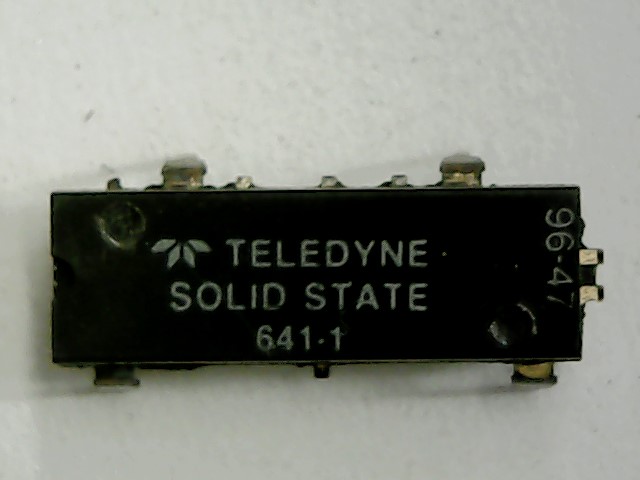 TELEDYNE
SOLID STATE
641-1
96-47